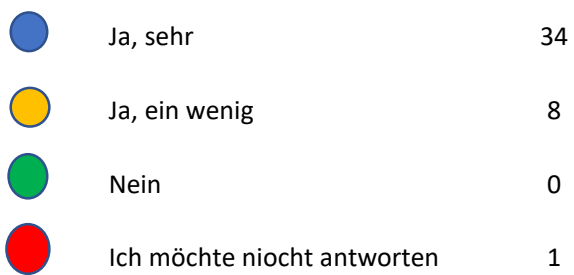 Ja, sehr 34
Ja, ein wenig 8
Nein 0
Ich möchte niocht antworten 1